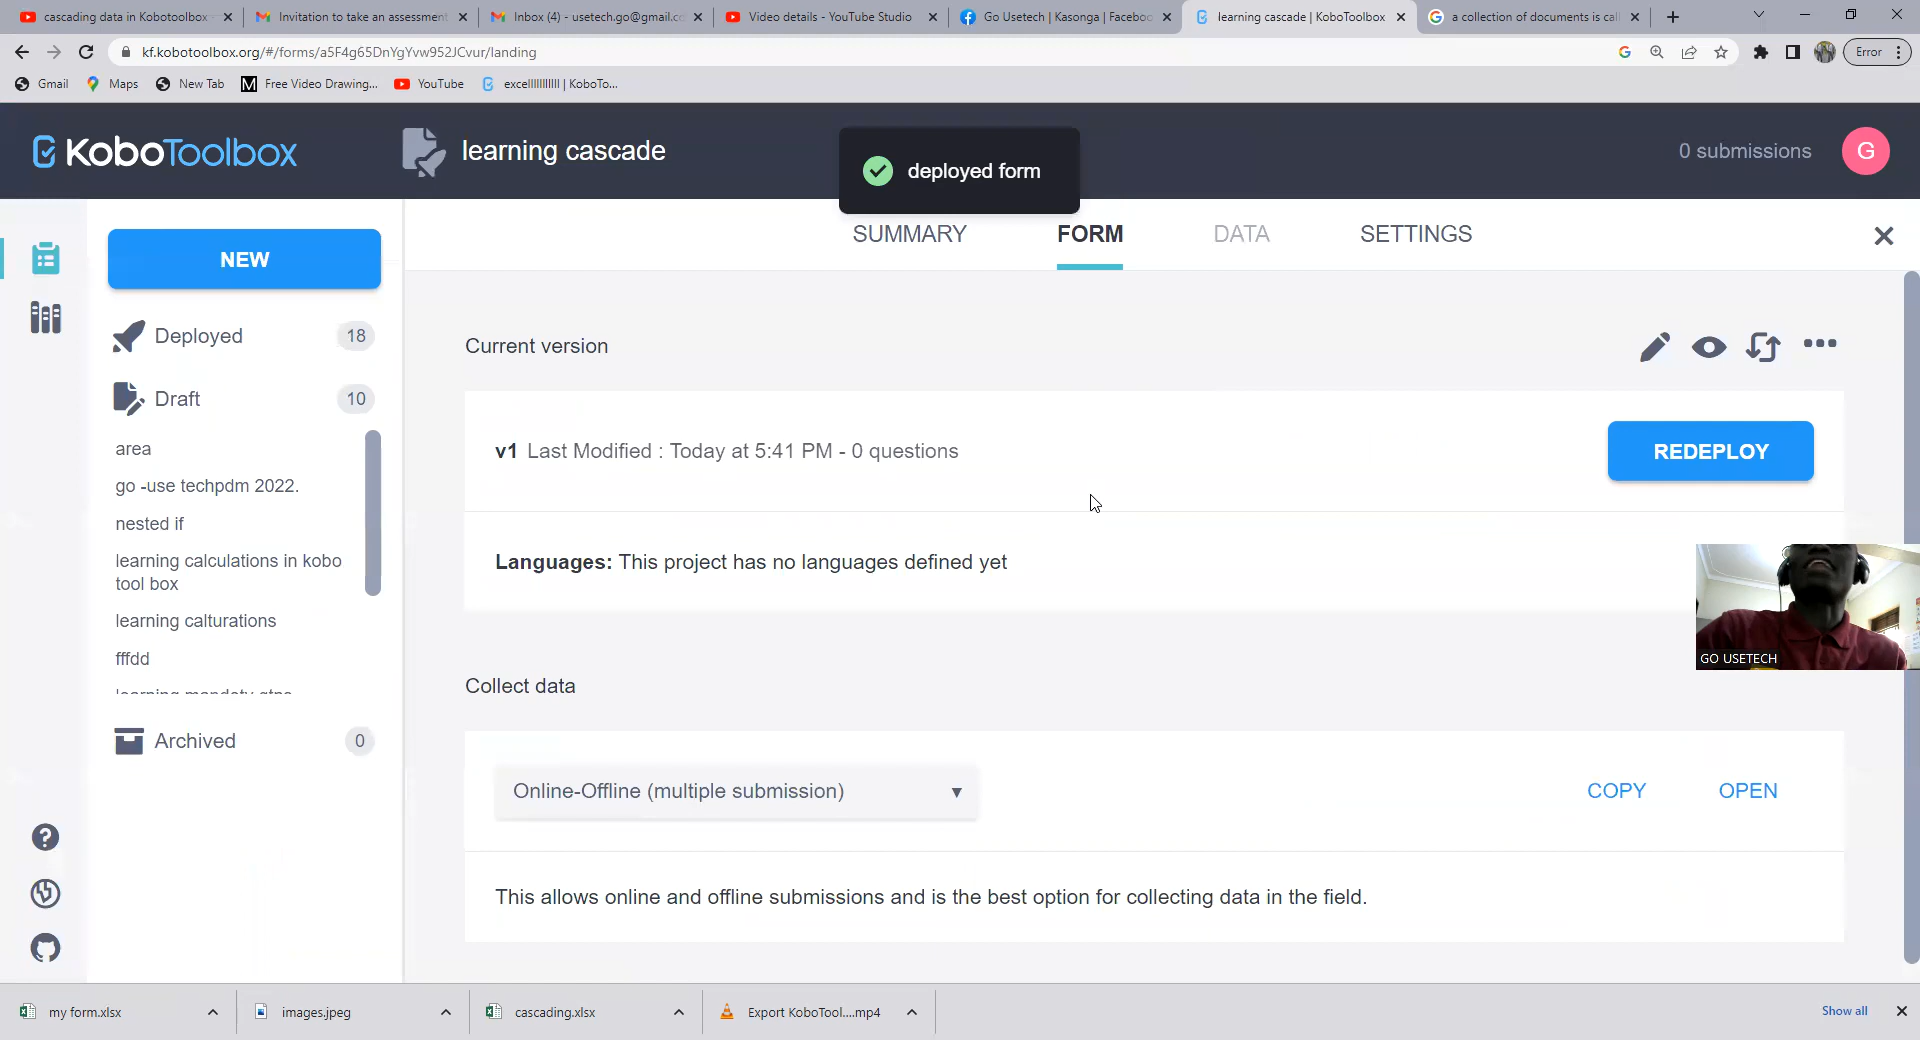 cascading data in Kobotoolbox
Invitation to take an assessment
Inbox (4) - usetech.go@gmail.cc
Video details - YouTube Studio
Go Usetech | Kasonga | Faceboo
learning cascade | KoboToolbox
a collection of documents is cal
kf.kobotoolbox.org/#/forms/a5F4g65DnYgYvw952JCvur/landing
Error
Gmail
Maps
New Tab
Free Video Drawing...
YouTube
excelllllllllll | KoboTo...
KoboToolbox
learning cascade
deployed form
0 submissions
G
NEW
SUMMARY
FORM
DATA
SETTINGS
Deployed 18
Draft 10
area
go -use techpdm 2022.
nested if
learning calculations in kobo
tool box
learning calturations
fffdd
Archived 0
Current version
v1 Last Modified : Today at 5:41 PM - 0 questions
REDEPLOY
Languages: This project has no languages defined yet
GO USETECH
Collect data
Online-Offline (multiple submission)
COPY
OPEN
This allows online and offline submissions and is the best option for collecting data in the field.
my form.xlsx
images.jpeg
cascading.xlsx
Export KoboTool....mp4
Show all